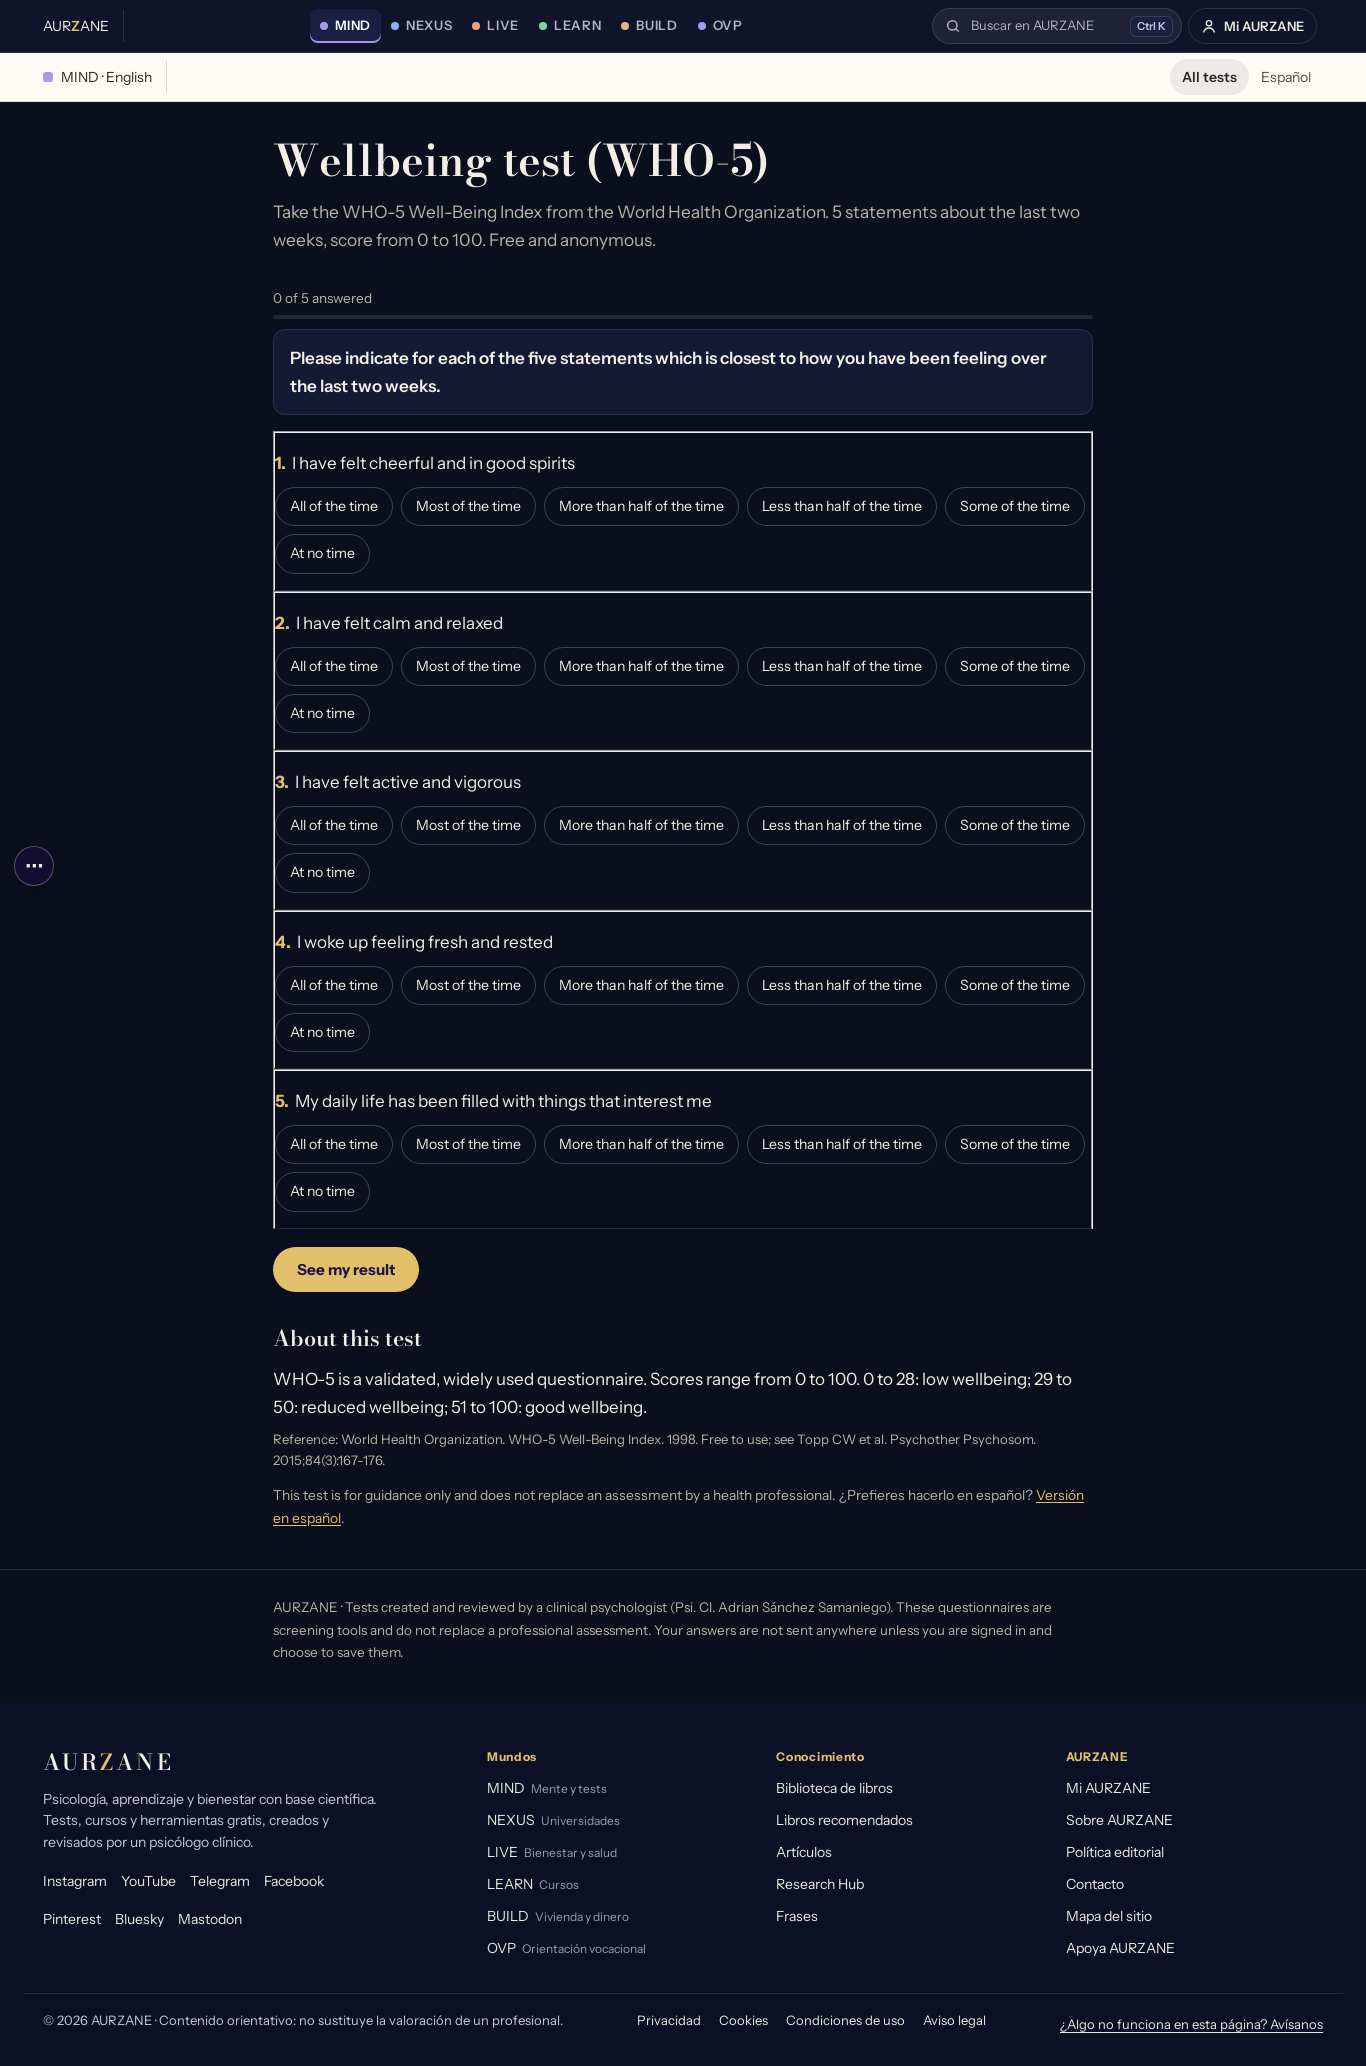 AURZANE
MIND
NEXUS
LIVE
LEARN
BUILD
OVP
Buscar en AURZANE
Ctrl K
Mi AURZANE
MIND · English
All tests
Español
Wellbeing test (WHO-5)
Take the WHO-5 Well-Being Index from the World Health Organization. 5 statements about the last two
weeks, score from 0 to 100. Free and anonymous.
0 of 5 answered
Please indicate for each of the five statements which is closest to how you have been feeling over
the last two weeks.
1. I have felt cheerful and in good spirits
All of the time
Most of the time
More than half of the time
Less than half of the time
Some of the time
At no time
2. I have felt calm and relaxed
All of the time
Most of the time
More than half of the time
Less than half of the time
Some of the time
At no time
3. I have felt active and vigorous
All of the time
Most of the time
More than half of the time
Less than half of the time
Some of the time
At no time
4. I woke up feeling fresh and rested
All of the time
Most of the time
More than half of the time
Less than half of the time
Some of the time
At no time
5. My daily life has been filled with things that interest me
All of the time
Most of the time
More than half of the time
Less than half of the time
Some of the time
At no time
See my result
About this test
WHO-5 is a validated, widely used questionnaire. Scores range from 0 to 100. 0 to 28: low wellbeing; 29 to
50: reduced wellbeing; 51 to 100: good wellbeing.
Reference: World Health Organization. WHO-5 Well-Being Index. 1998. Free to use; see Topp CW et al. Psychother Psychosom.
2015;84(3):167-176.
This test is for guidance only and does not replace an assessment by a health professional. ¿Prefieres hacerlo en español? Versión
en español.
AURZANE · Tests created and reviewed by a clinical psychologist (Psi. Cl. Adrian Sánchez Samaniego). These questionnaires are
screening tools and do not replace a professional assessment. Your answers are not sent anywhere unless you are signed in and
choose to save them.
AURZANE
Psicología, aprendizaje y bienestar con base científica.
Tests, cursos y herramientas gratis, creados y
revisados por un psicólogo clínico.
Instagram YouTube Telegram Facebook
Pinterest Bluesky Mastodon
Mundos
MIND Mente y tests
NEXUS Universidades
LIVE Bienestar y salud
LEARN Cursos
BUILD Vivienda y dinero
OVP Orientación vocacional
Conocimiento
Biblioteca de libros
Libros recomendados
Artículos
Research Hub
Frases
AURZANE
Mi AURZANE
Sobre AURZANE
Política editorial
Contacto
Mapa del sitio
Apoya AURZANE
© 2026 AURZANE · Contenido orientativo: no sustituye la valoración de un profesional.
Privacidad Cookies Condiciones de uso Aviso legal
¿Algo no funciona en esta página? Avísanos